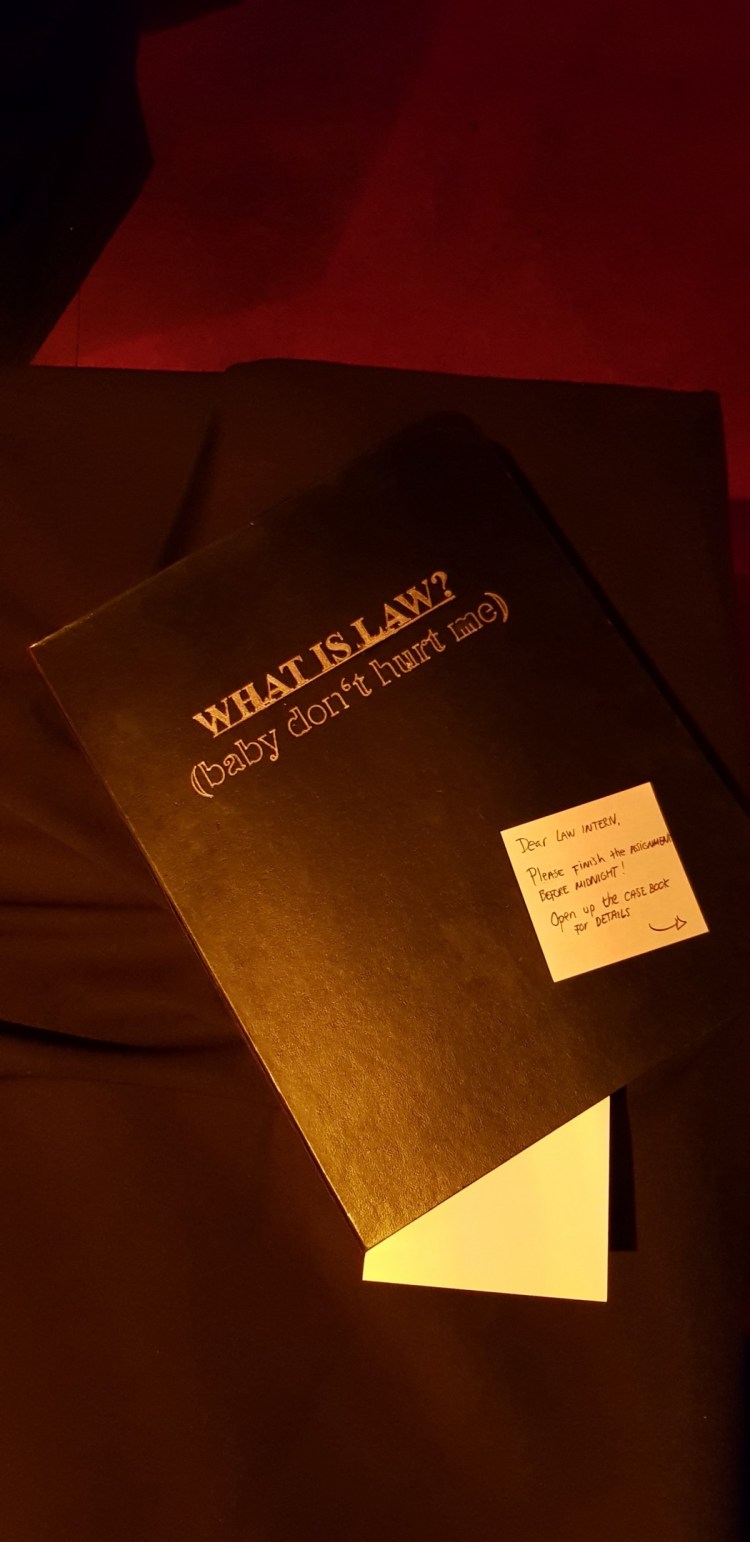 WHAT IS LAW?
(baby don't hurt me)
Dear LAW INTERN,
PLEASE FINISH the ASSIGNMENT
BEFORE MIDNIGHT!
Open up the CASE BOOK
FOR DETAILS